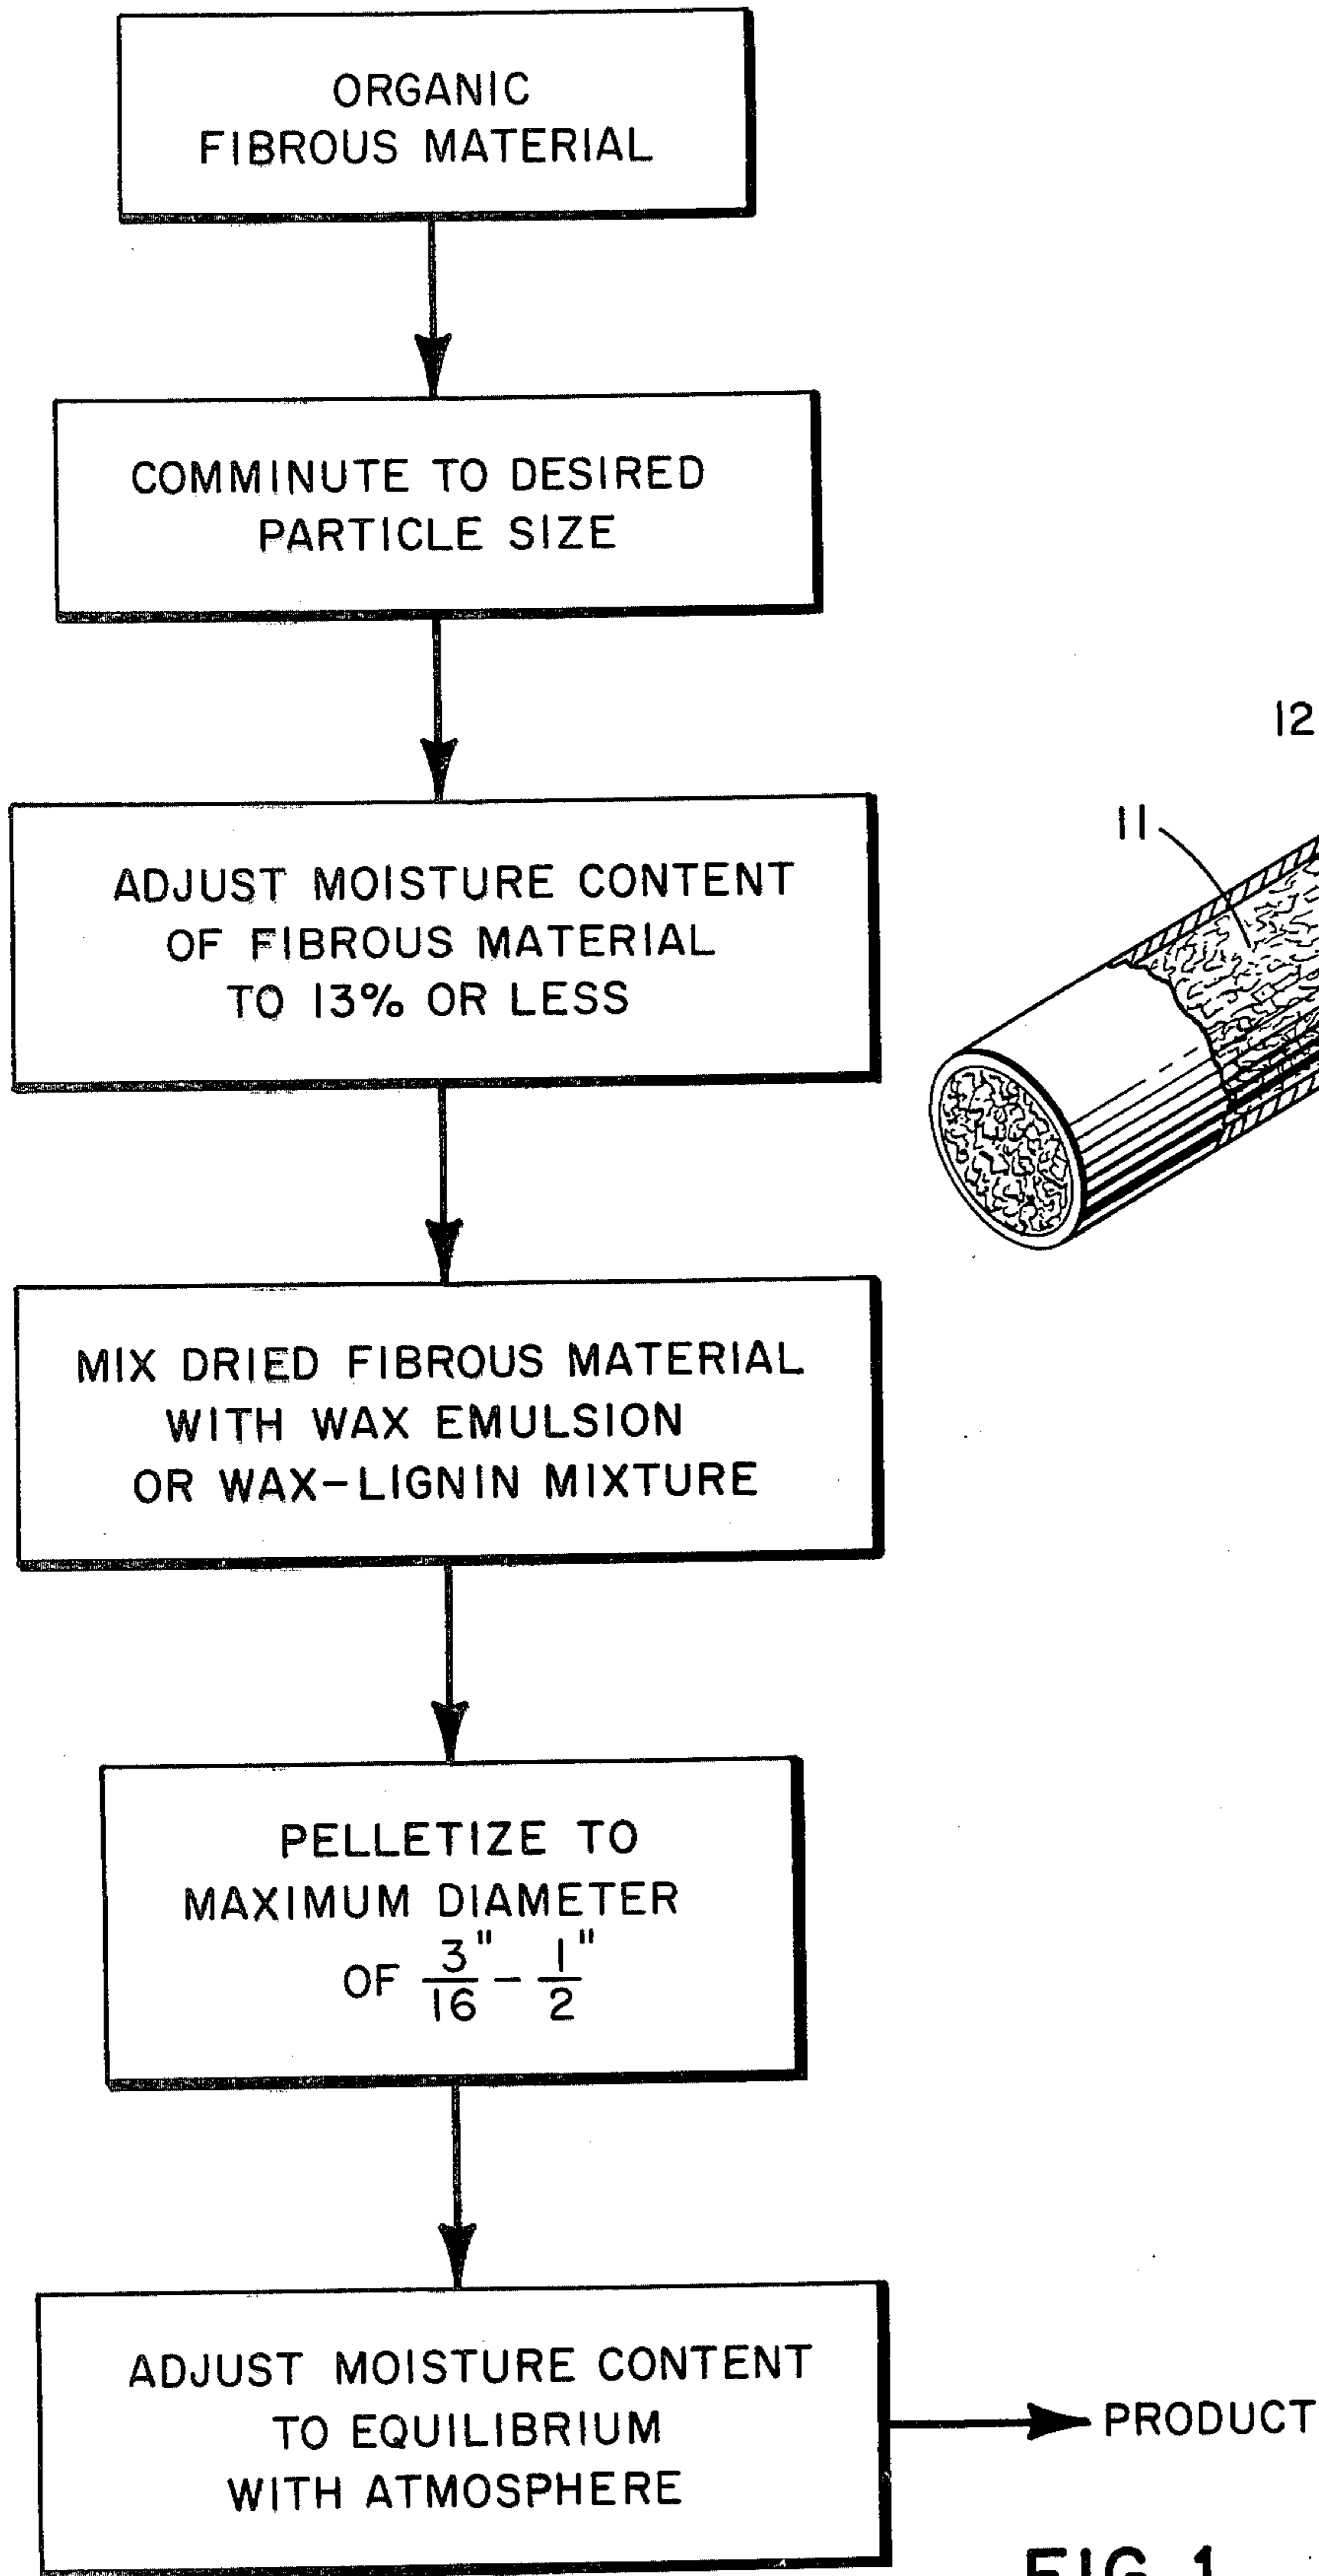 ORGANIC
FIBROUS MATERIAL
COMMINUTE TO DESIRED
PARTICLE SIZE
12
11
ADJUST MOISTURE CONTENT
OF FIBROUS MATERIAL
TO 13% OR LESS
MIX DRIED FIBROUS MATERIAL
WITH WAX EMULSION
OR WAX-LIGNIN MIXTURE
PELLETIZE TO
MAXIMUM DIAMETER
OF 3/16" - 1/2"
ADJUST MOISTURE CONTENT
TO EQUILIBRIUM
WITH ATMOSPHERE
PRODUCT
FIG. 1